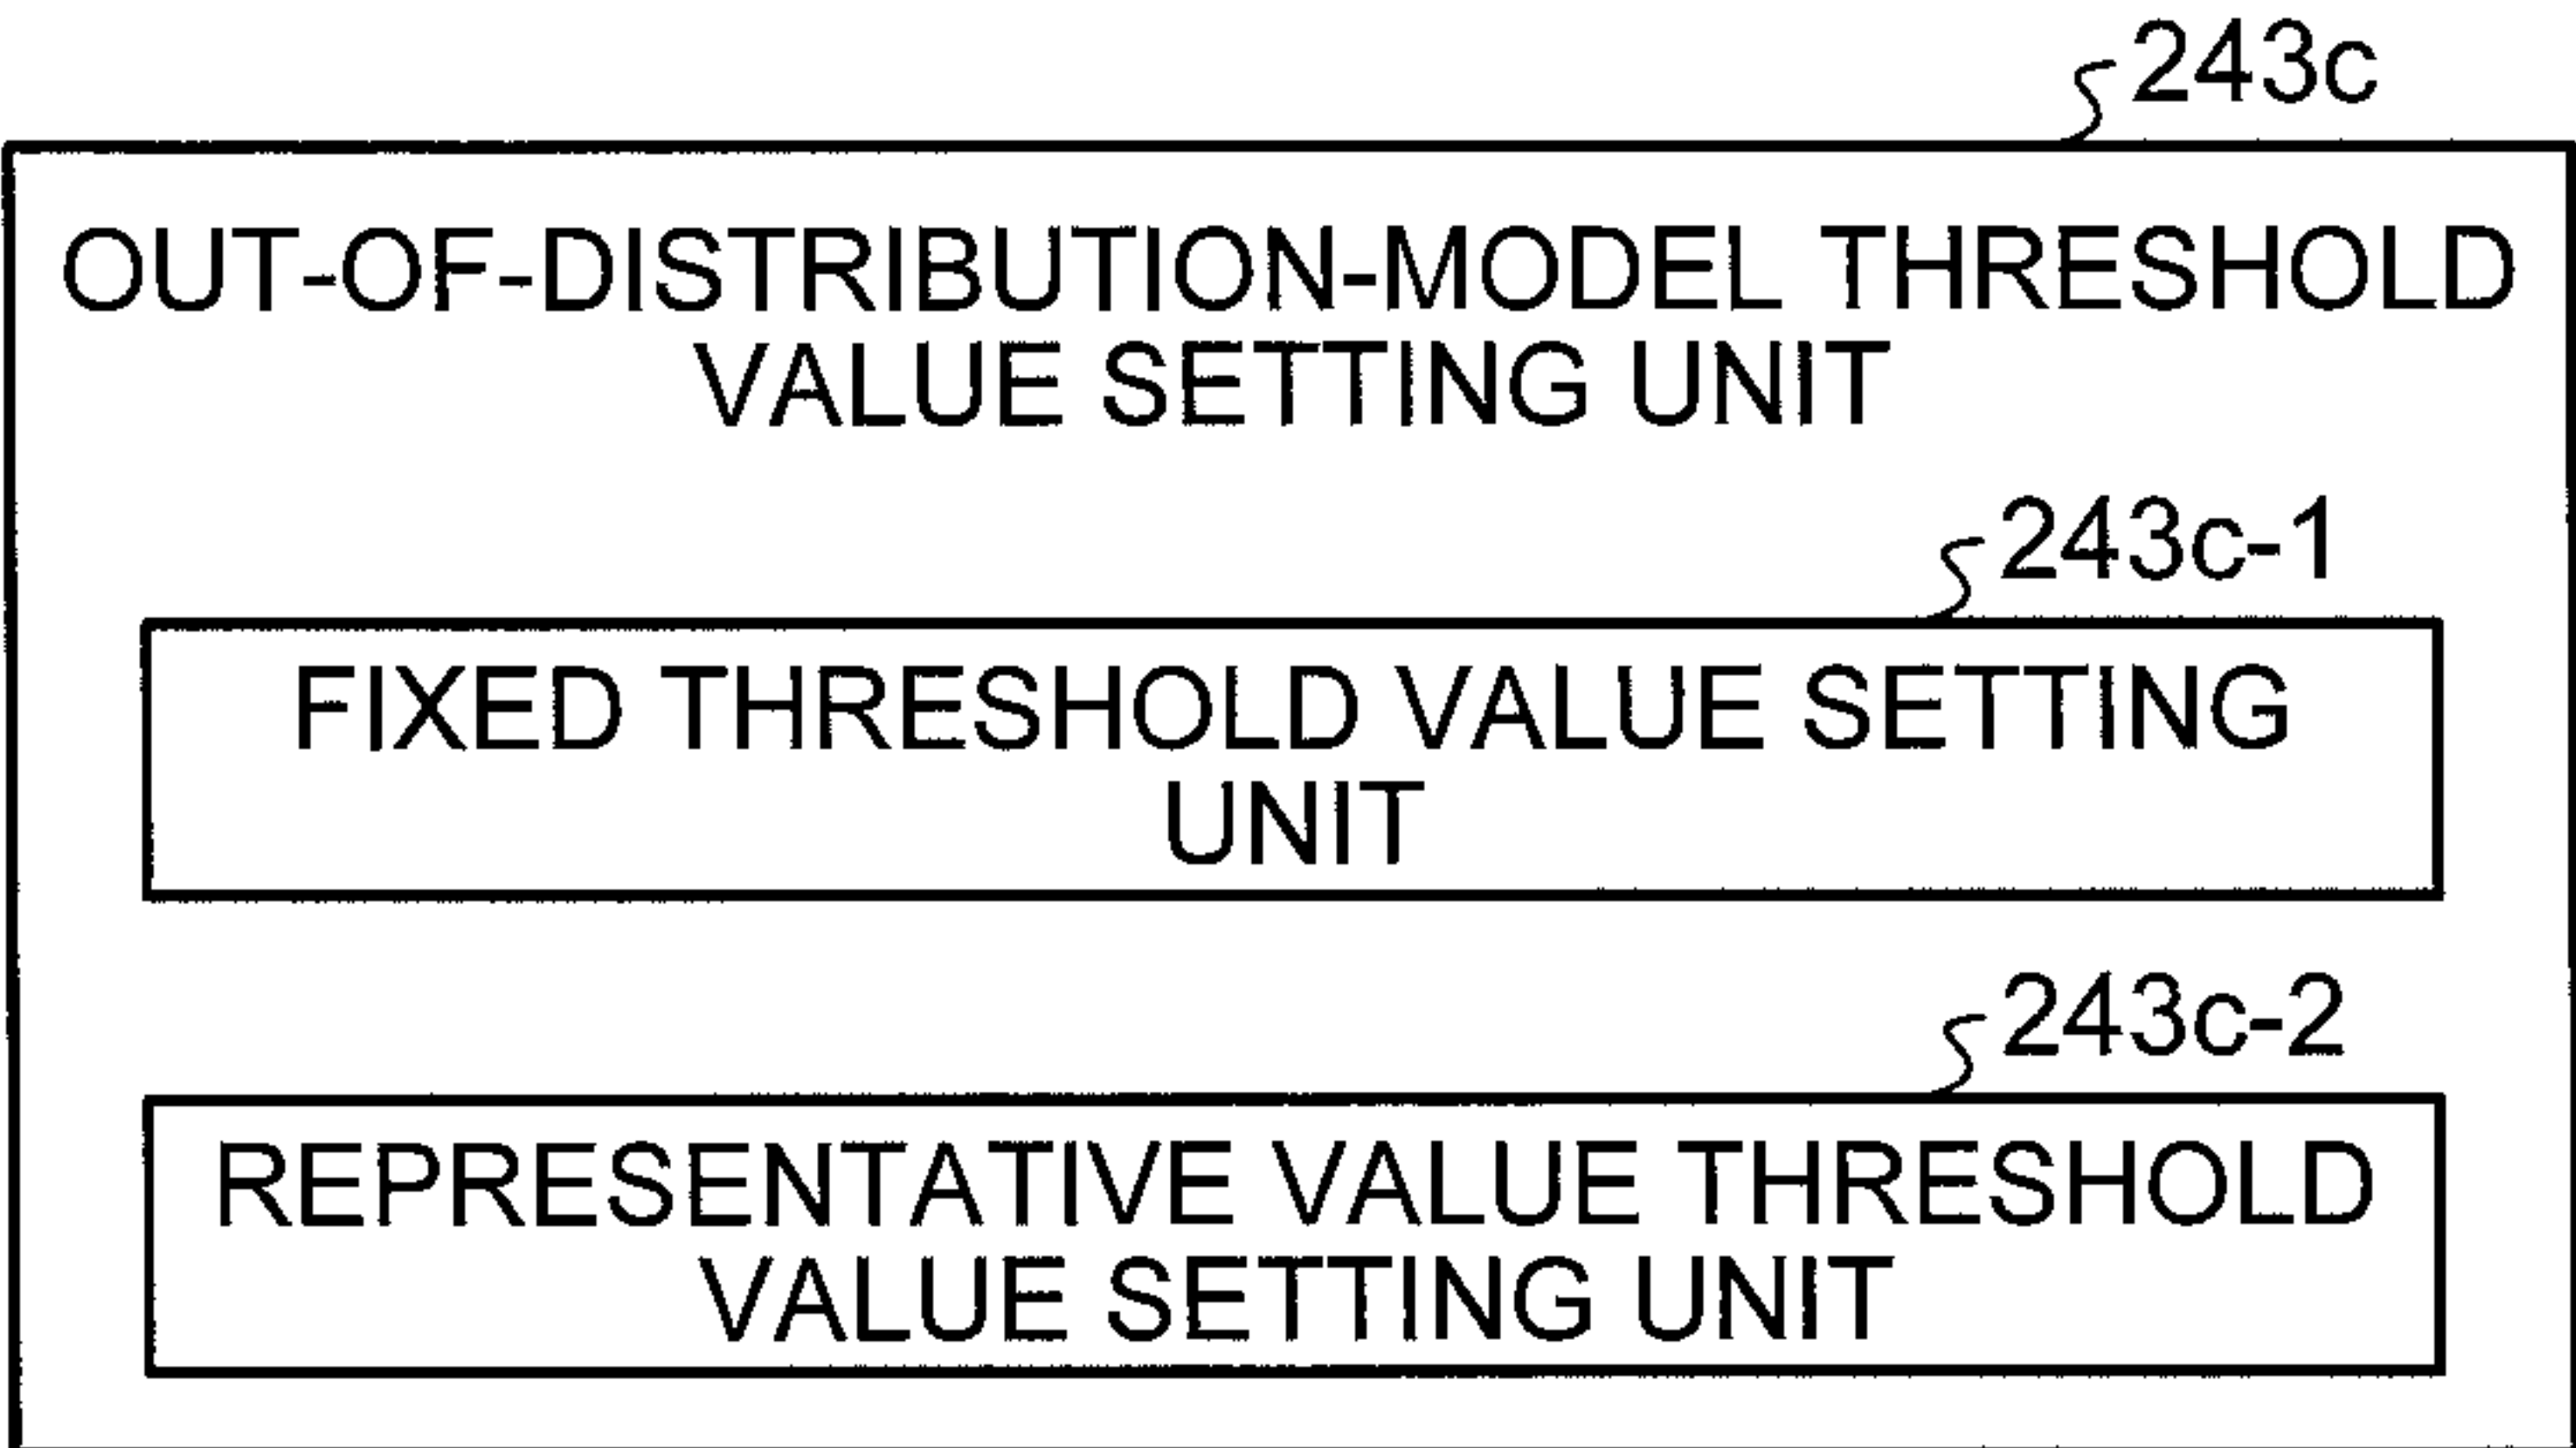 243c
OUT-OF-DISTRIBUTION-MODEL THRESHOLD
VALUE SETTING UNIT
243c-1
FIXED THRESHOLD VALUE SETTING
UNIT
243c-2
REPRESENTATIVE VALUE THRESHOLD
VALUE SETTING UNIT